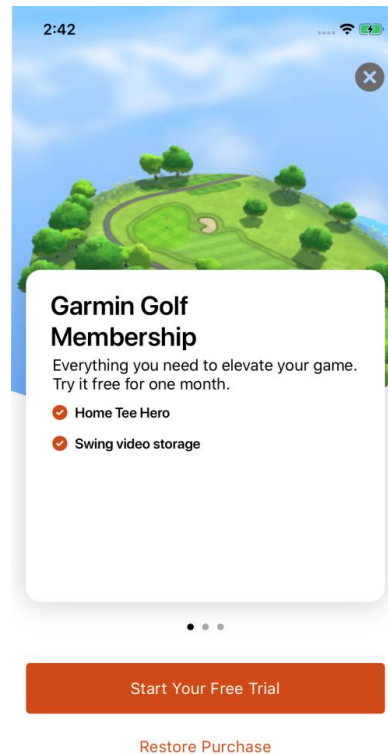 2:42
Garmin Golf
Membership
Everything you need to elevate your game.
Try it free for one month.
Home Tee Hero
Swing video storage
Start Your Free Trial
Restore Purchase